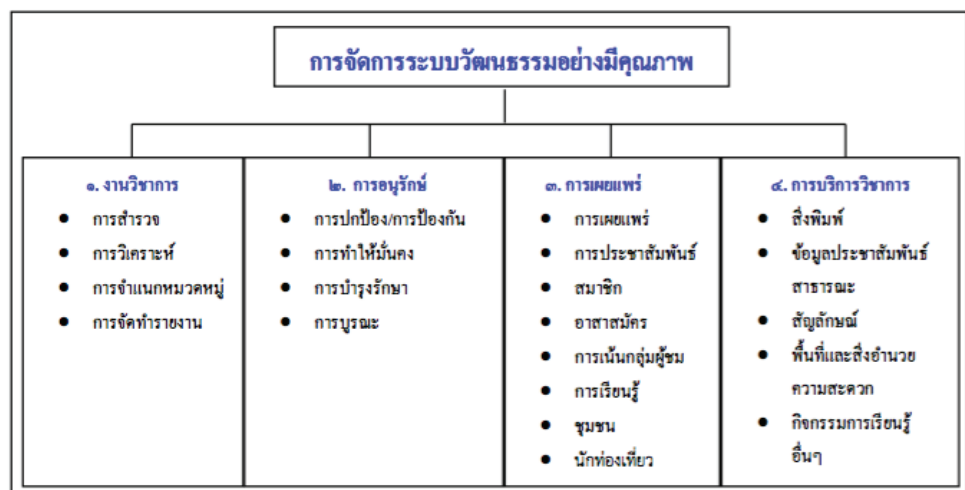 การจัดการระบบวัฒนธรรมอย่างมีคุณภาพ
๑. งานวิชาการ
● การสำรวจ
● การวิเคราะห์
● การจำแนกหมวดหมู่
● การจัดทำรายงาน
๒. การอนุรักษ์
● การปกป้อง/การป้องกัน
● การทำให้มั่นคง
● การบำรุงรักษา
● การบูรณะ
๓. การเผยแพร่
● การเผยแพร่
● การประชาสัมพันธ์
● สมาชิก
● อาสาสมัคร
● การเน้นกลุ่มผู้ชม
● การเรียนรู้
● ชุมชน
● นักท่องเที่ยว
๔. การบริการวิชาการ
● สิ่งพิมพ์
● ข้อมูลประชาสัมพันธ์
สาธารณะ
● สัญลักษณ์
● พื้นที่และสิ่งอำนวย
ความสะดวก
● กิจกรรมการเรียนรู้
อื่นๆ